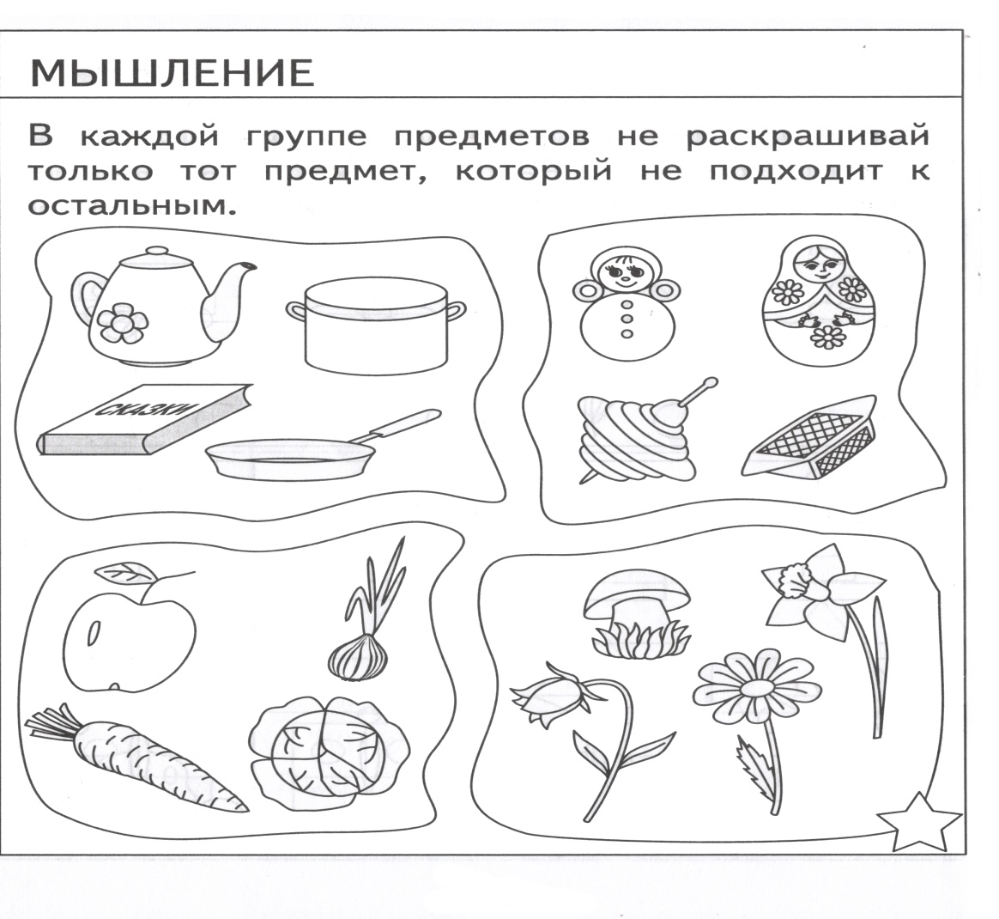 МЫШЛЕНИЕ
В каждой группе предметов не раскрашивай
только тот предмет, который не подходит к
остальным.
СКАЗКИ